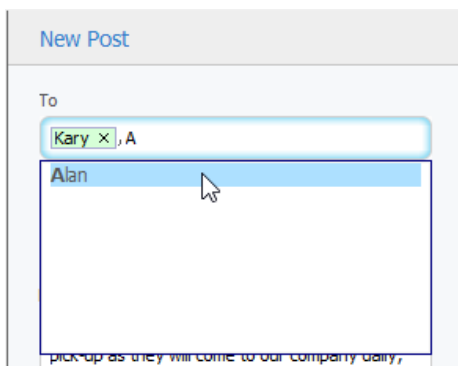 New Post
To
Kary ×,A
Alan
pick-up as they will come to our company daily,